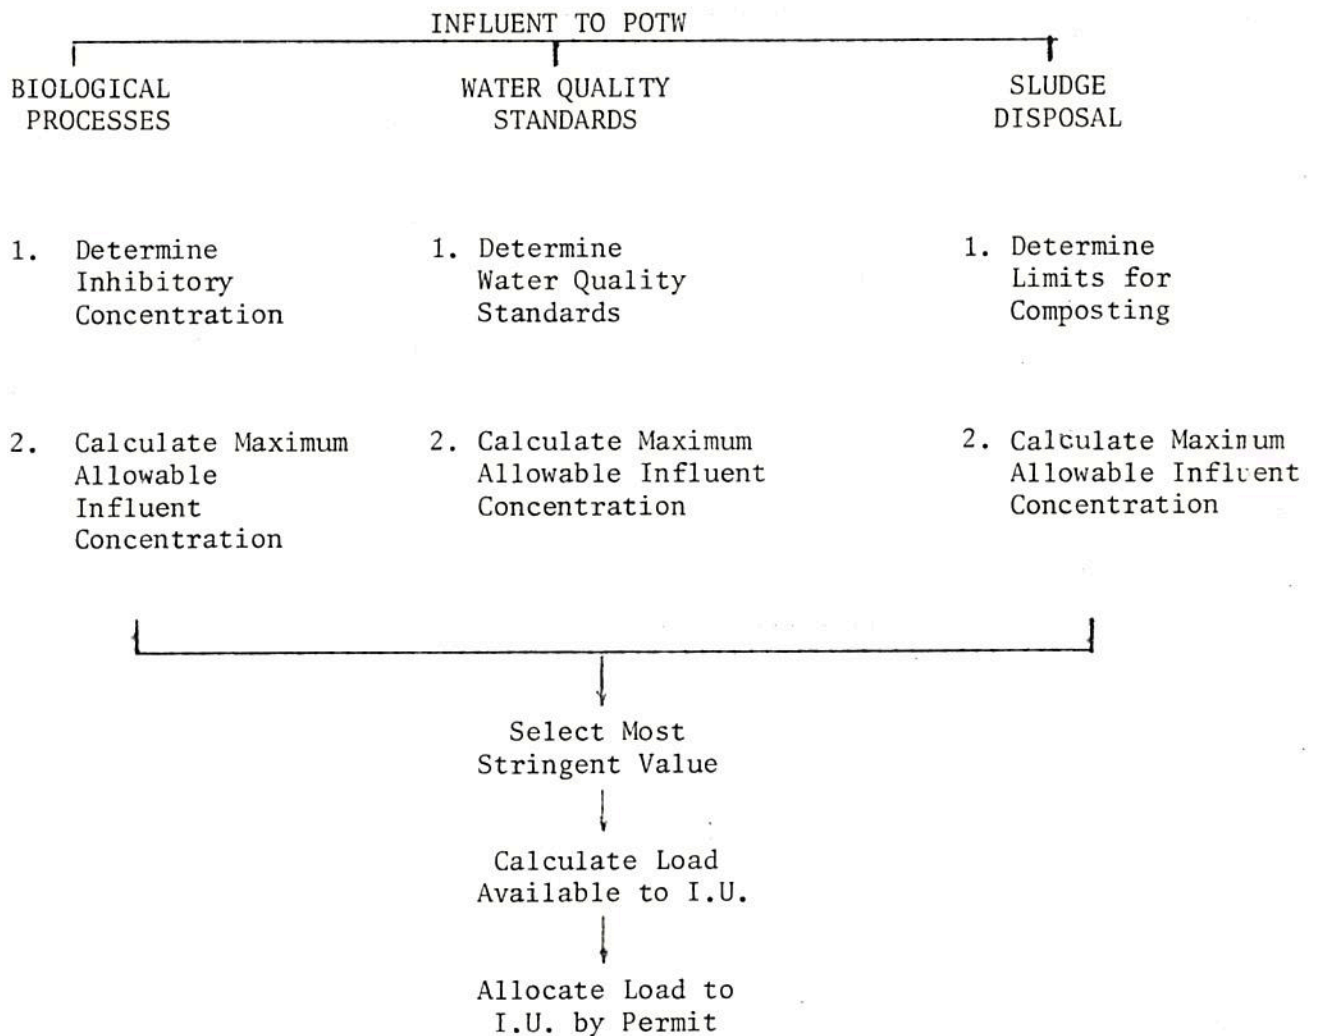 INFLUENT TO POTW
BIOLOGICAL
PROCESSES
WATER QUALITY
STANDARDS
SLUDGE
DISPOSAL
1. Determine
Inhibitory
Concentration
1. Determine
Water Quality
Standards
1. Determine
Limits for
Composting
2. Calculate Maximum
Allowable
Influent
Concentration
2. Calculate Maximum
Allowable Influent
Concentration
2. Calculate Maximum
Allowable Influent
Concentration
Select Most
Stringent Value
Calculate Load
Available to I.U.
Allocate Load to
I.U. by Permit